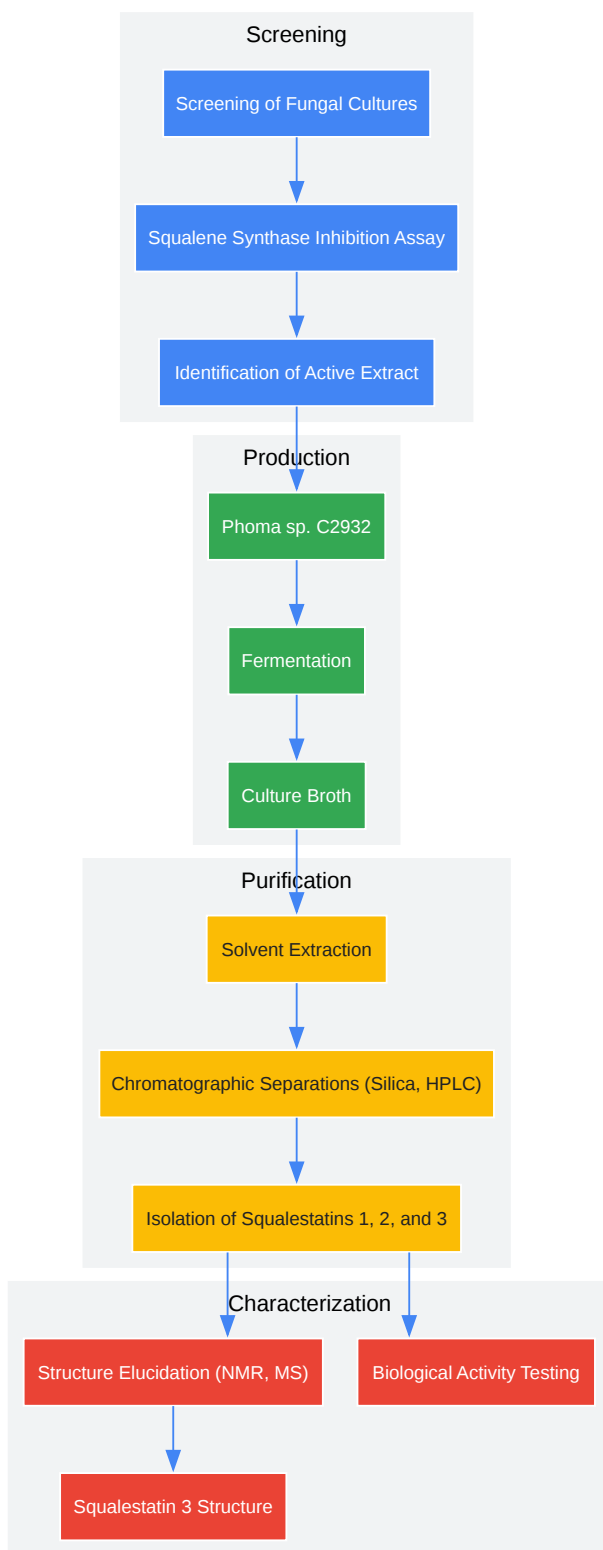 Screening
Screening of Fungal Cultures
Squalene Synthase Inhibition Assay
Identification of Active Extract
Production
Phoma sp. C2932
Fermentation
Culture Broth
Purification
Solvent Extraction
Chromatographic Separations (Silica, HPLC)
Isolation of Squalestatins 1, 2, and 3
Characterization
Structure Elucidation (NMR, MS)
Biological Activity Testing
Squalestatin 3 Structure